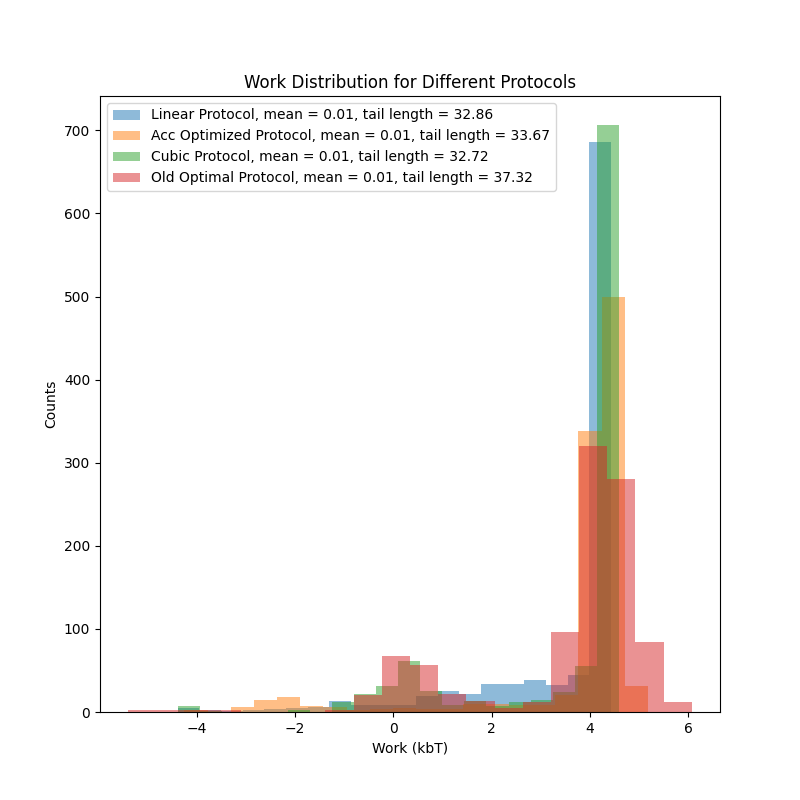 Work Distribution for Different Protocols
Linear Protocol, mean = 0.01, tail length = 32.86
Acc Optimized Protocol, mean = 0.01, tail length = 33.67
Cubic Protocol, mean = 0.01, tail length = 32.72
Old Optimal Protocol, mean = 0.01, tail length = 37.32
700
600
500
400
300
200
100
0
Counts
−4
−2
0
2
4
6
Work (kbT)